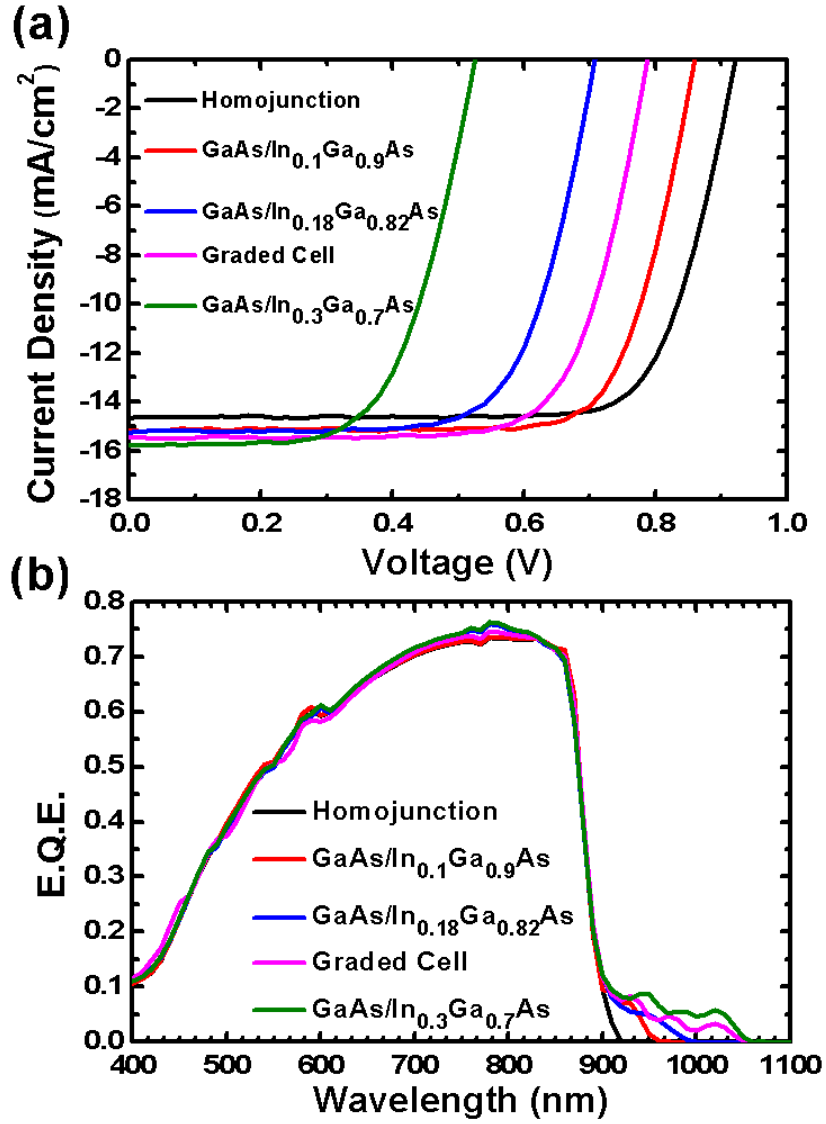 (a)
0
-2
-4
-6
-8
-10
-12
-14
-16
-18
Current Density (mA/cm²)
Homojunction
GaAs/In₀.₁Ga₀.₉As
GaAs/In₀.₁₈Ga₀.₈₂As
Graded Cell
GaAs/In₀.₃Ga₀.₇As
0.0 0.2 0.4 0.6 0.8 1.0
Voltage (V)
(b)
0.8
0.7
0.6
0.5
0.4
0.3
0.2
0.1
0.0
E.Q.E.
Homojunction
GaAs/In₀.₁Ga₀.₉As
GaAs/In₀.₁₈Ga₀.₈₂As
Graded Cell
GaAs/In₀.₃Ga₀.₇As
400 500 600 700 800 900 1000 1100
Wavelength (nm)